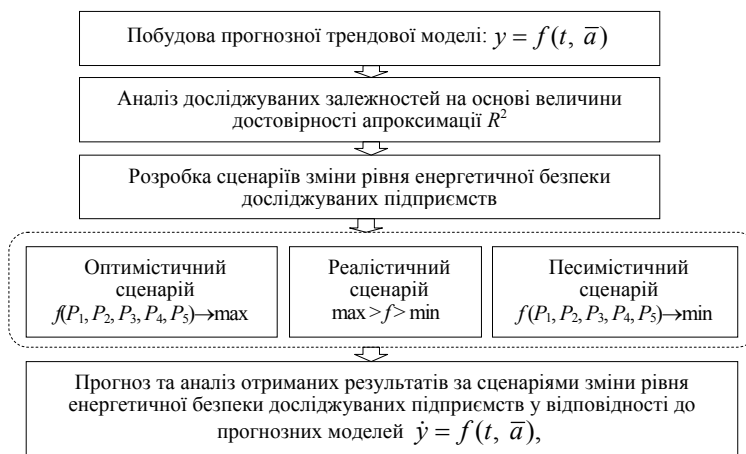 Побудова прогнозної трендової моделі: y = f(t, a̅)
Аналіз досліджуваних залежностей на основі величини
достовірності апроксимації R²
Розробка сценаріїв зміни рівня енергетичної безпеки
досліджуваних підприємств
Оптимістичний
сценарій
f(P₁, P₂, P₃, P₄, P₅)→max
Реалістичний
сценарій
max > f > min
Песимістичний
сценарій
f(P₁, P₂, P₃, P₄, P₅)→min
Прогноз та аналіз отриманих результатів за сценаріями зміни рівня
енергетичної безпеки досліджуваних підприємств у відповідності до
прогнозних моделей ẏ = f(t, a̅),